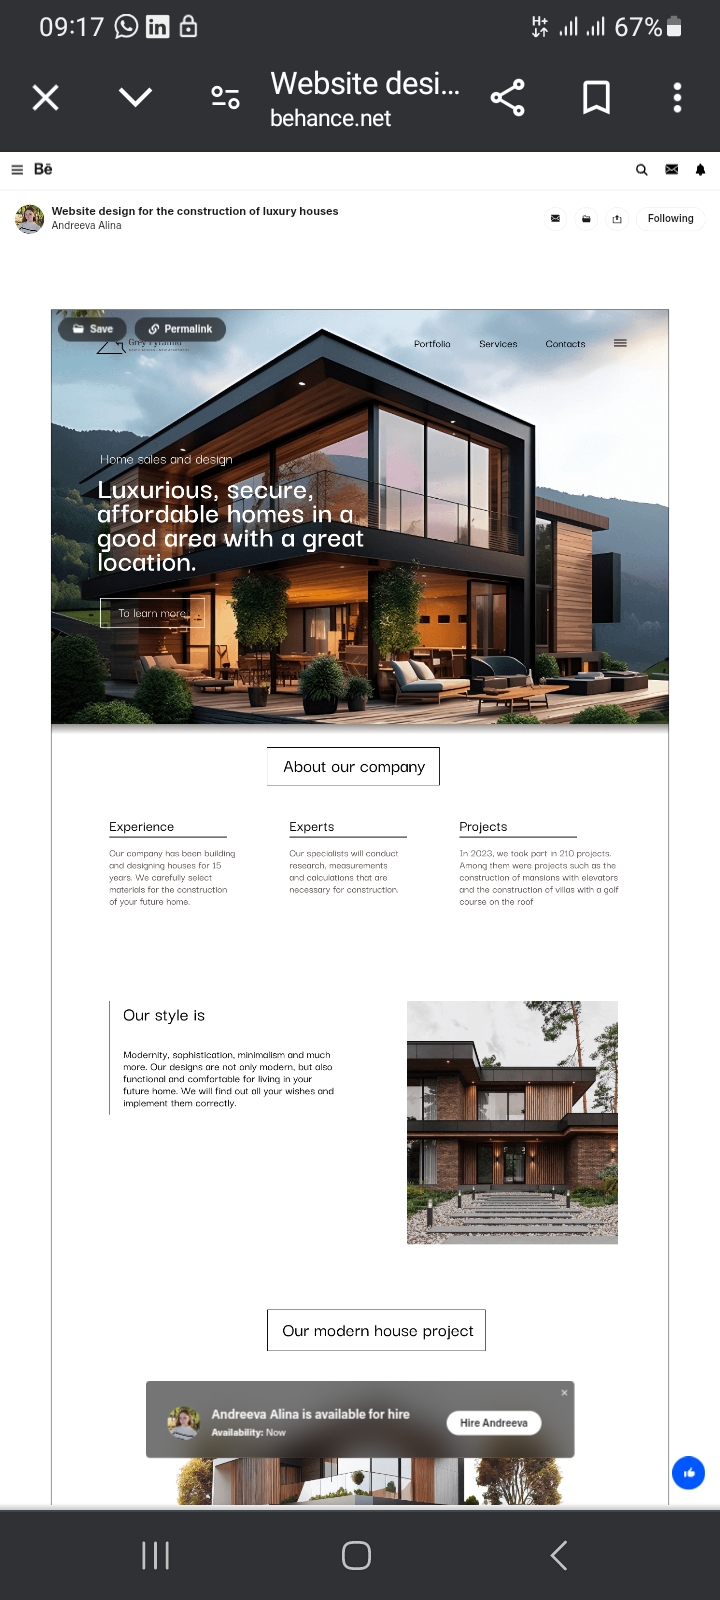 09:17
H+
67%
Website desi...
behance.net
Bē
Website design for the construction of luxury houses
Andreeva Alina
Following
Save
Permalink
Grey Pyramid
Portfolio
Services
Contacts
Home sales and design
Luxurious, secure,
affordable homes in a
good area with a great
location.
To learn more
About our company
Experience
Our company has been building
and designing houses for 15
years. We carefully select
materials for the construction
of your future home.
Experts
Our specialists will conduct
research, measurements
and calculations that are
necessary for construction.
Projects
In 2023, we took part in 210 projects.
Among them were projects such as the
construction of mansions with elevators
and the construction of villas with a golf
course on the roof
Our style is
Modernity, sophistication, minimalism and much
more. Our designs are not only modern, but also
functional and comfortable for living in your
future home. We will find out all your wishes and
implement them correctly.
Our modern house project
Andreeva Alina is available for hire
Availability: Now
Hire Andreeva